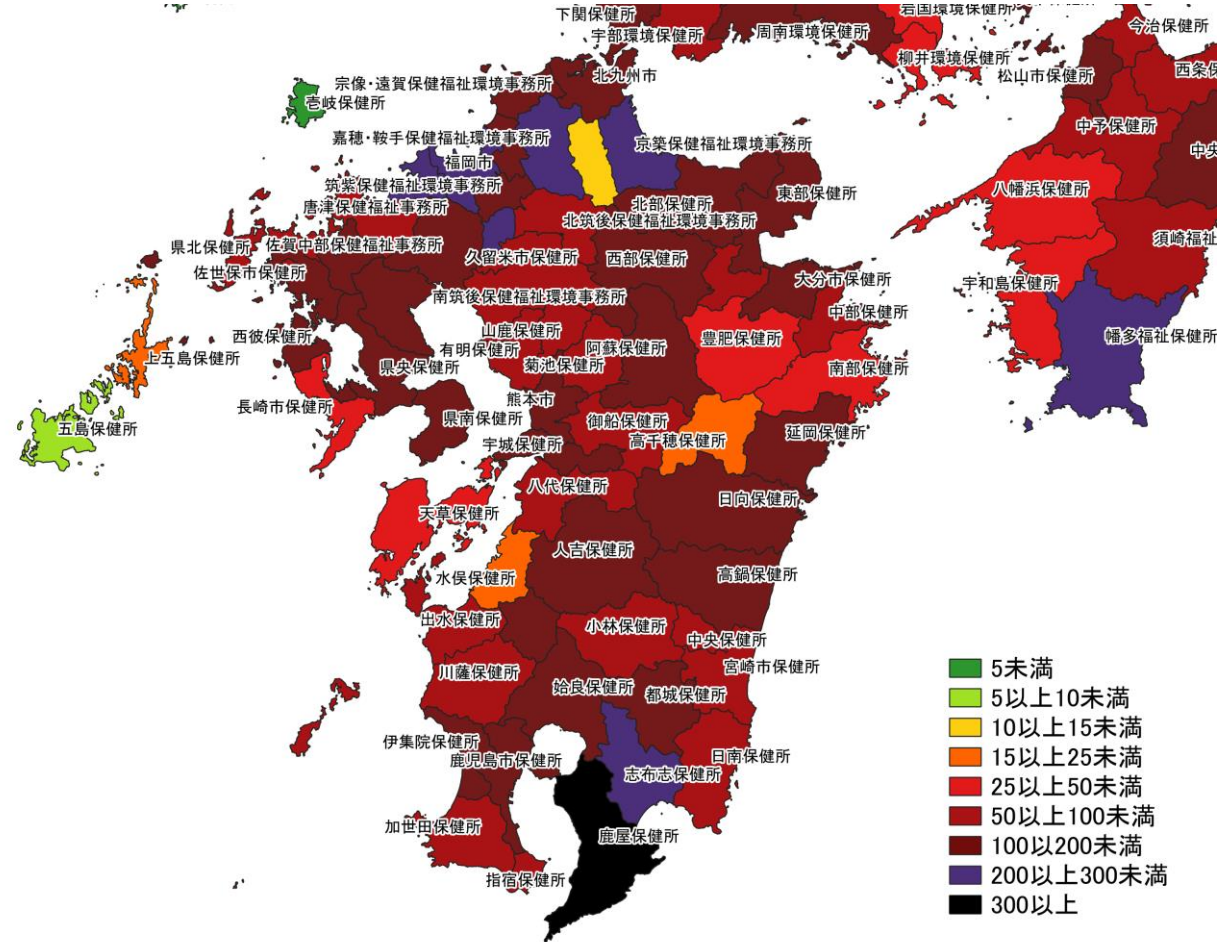 下関保健所
岩国環境保健所
宇部環境保健所
周南環境保健所
今治保健所
柳井環境保健所
松山市保健所
西条保
北九州市
宗像・遠賀保健福祉環境事務所
壱岐保健所
中予保健所
嘉穂・鞍手保健福祉環境事務所
京築保健福祉環境事務所
中央
福岡市
筑紫保健福祉環境事務所
東部保健所
八幡浜保健所
唐津保健福祉事務所
北部保健所
北筑後保健福祉環境事務所
県北保健所
佐賀中部保健福祉事務所
須崎福祉
久留米市保健所
西部保健所
佐世保市保健所
大分市保健所
宇和島保健所
南筑後保健福祉環境事務所
中部保健所
西彼保健所
山鹿保健所
豊肥保健所
幡多福祉保健所
有明保健所
阿蘇保健所
上五島保健所
県央保健所
菊池保健所
南部保健所
熊本市
長崎市保健所
県南保健所
御船保健所
五島保健所
高千穂保健所
延岡保健所
宇城保健所
八代保健所
日向保健所
天草保健所
人吉保健所
水俣保健所
高鍋保健所
出水保健所
小林保健所
中央保健所
宮崎市保健所
川薩保健所
姶良保健所
都城保健所
伊集院保健所
鹿児島市保健所
日南保健所
志布志保健所
加世田保健所
鹿屋保健所
指宿保健所
5未満
5以上10未満
10以上15未満
15以上25未満
25以上50未満
50以上100未満
100以200未満
200以上300未満
300以上